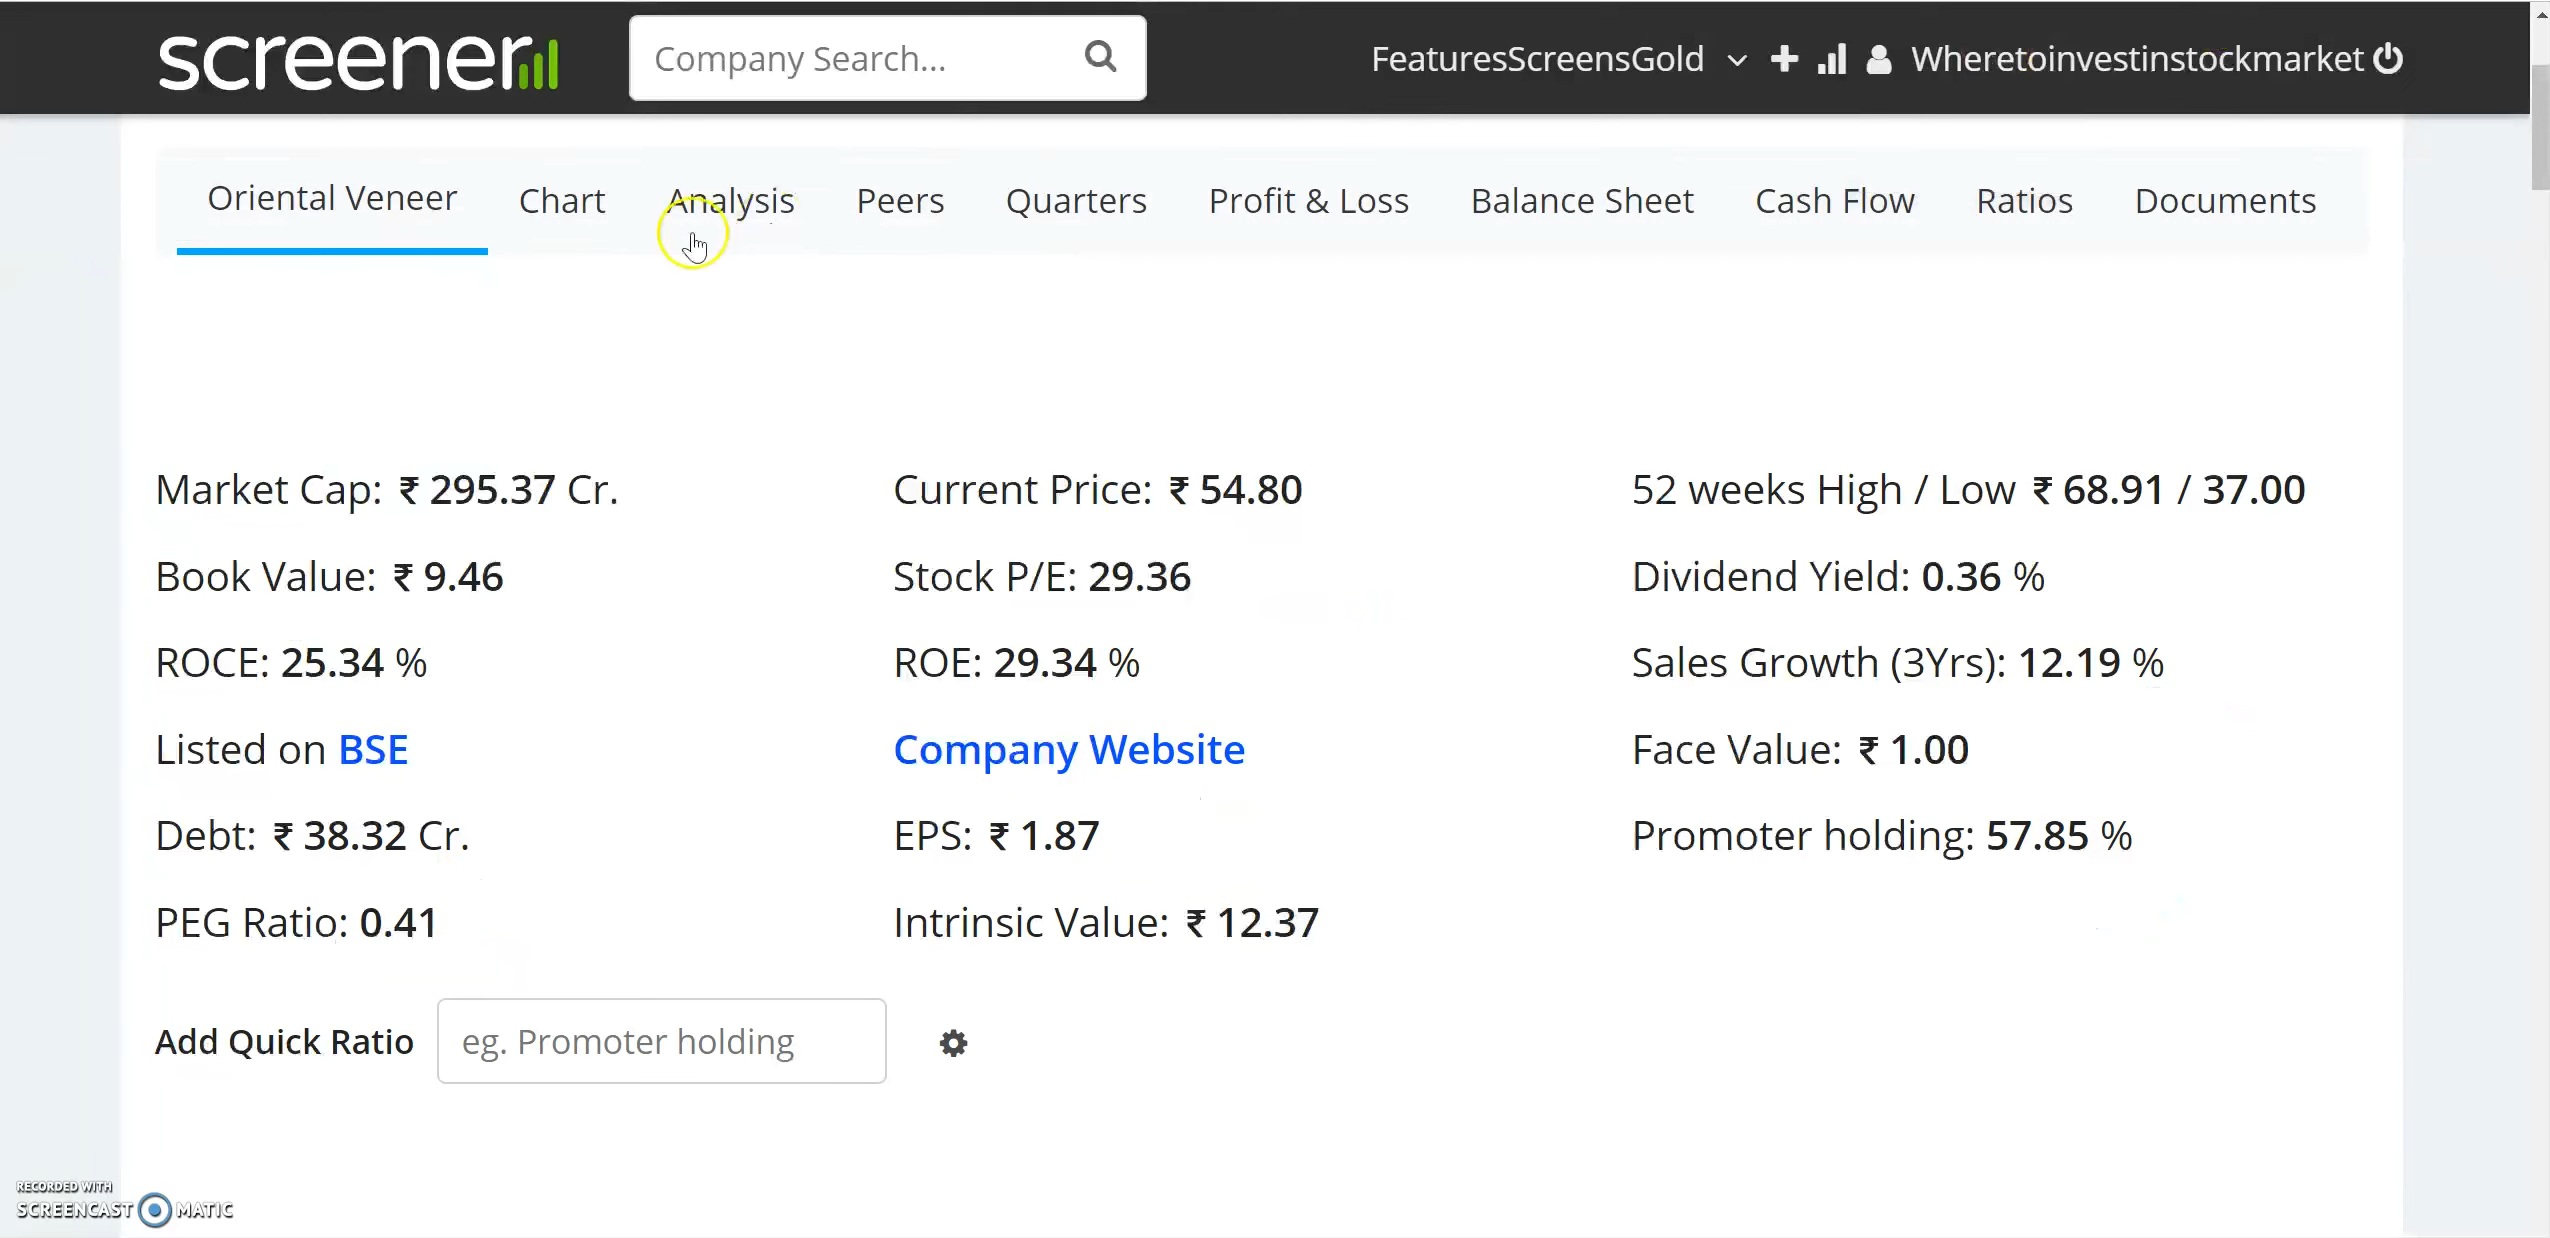 screener Company Search... FeaturesScreensGold Wheretoinvestinstockmarket
Oriental Veneer Chart Analysis Peers Quarters Profit & Loss Balance Sheet Cash Flow Ratios Documents
Market Cap: ₹ 295.37 Cr. Current Price: ₹ 54.80 52 weeks High / Low ₹ 68.91 / 37.00
Book Value: ₹ 9.46 Stock P/E: 29.36 Dividend Yield: 0.36 %
ROCE: 25.34 % ROE: 29.34 % Sales Growth (3Yrs): 12.19 %
Listed on BSE Company Website Face Value: ₹ 1.00
Debt: ₹ 38.32 Cr. EPS: ₹ 1.87 Promoter holding: 57.85 %
PEG Ratio: 0.41 Intrinsic Value: ₹ 12.37
Add Quick Ratio eg. Promoter holding
RECORDED WITH
SCREENCAST MATIC